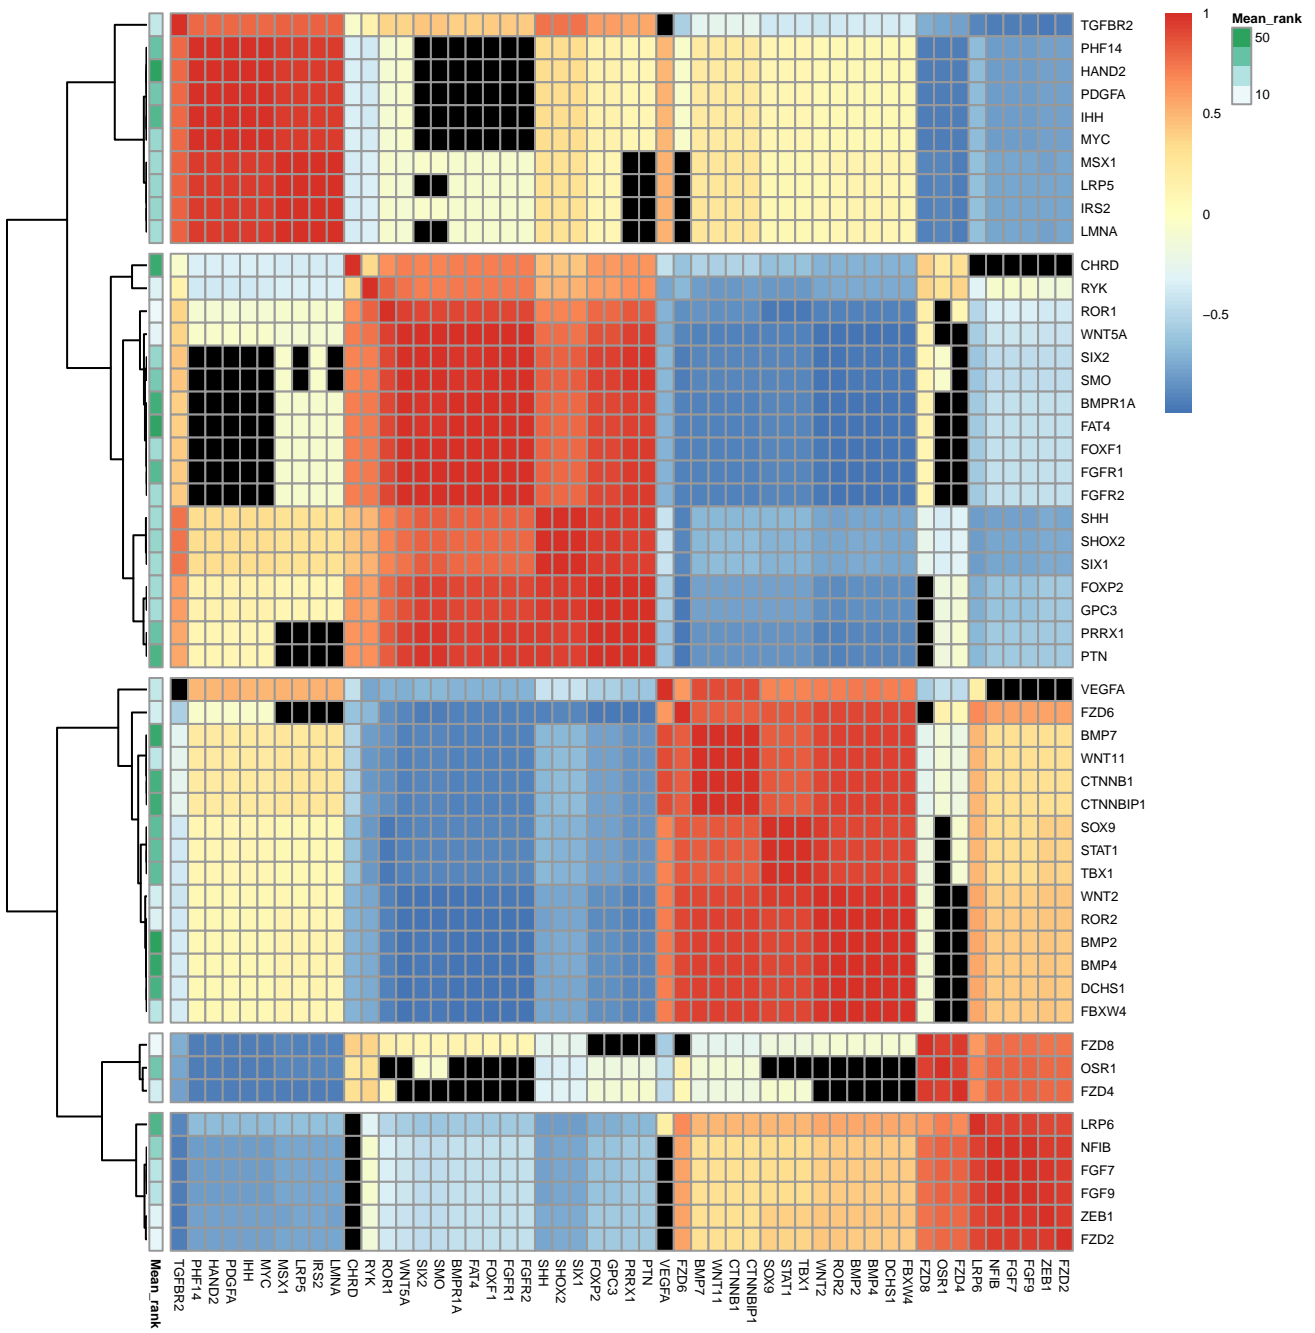 TGFBR2
PHF14
HAND2
PDGFA
IHH
MYC
MSX1
LRP5
IRS2
LMNA
CHRD
RYK
ROR1
WNT5A
SIX2
SMO
BMPR1A
FAT4
FOXF1
FGFR1
FGFR2
SHH
SHOX2
SIX1
FOXP2
GPC3
PRRX1
PTN
VEGFA
FZD6
BMP7
WNT11
CTNNB1
CTNNBIP1
SOX9
STAT1
TBX1
WNT2
ROR2
BMP2
BMP4
DCHS1
FBXW4
FZD8
OSR1
FZD4
LRP6
NFIB
FGF7
FGF9
ZEB1
FZD2
1
0.5
0
−0.5
Mean_rank
50
10
Mean_rank
TGFBR2
PHF14
HAND2
PDGFA
IHH
MYC
MSX1
LRP5
IRS2
LMNA
CHRD
RYK
ROR1
WNT5A
SIX2
SMO
BMPR1A
FAT4
FOXF1
FGFR1
FGFR2
SHH
SHOX2
SIX1
FOXP2
GPC3
PRRX1
PTN
VEGFA
FZD6
BMP7
WNT11
CTNNB1
CTNNBIP1
SOX9
STAT1
TBX1
WNT2
ROR2
BMP2
BMP4
DCHS1
FBXW4
FZD8
OSR1
FZD4
LRP6
NFIB
FGF7
FGF9
ZEB1
FZD2